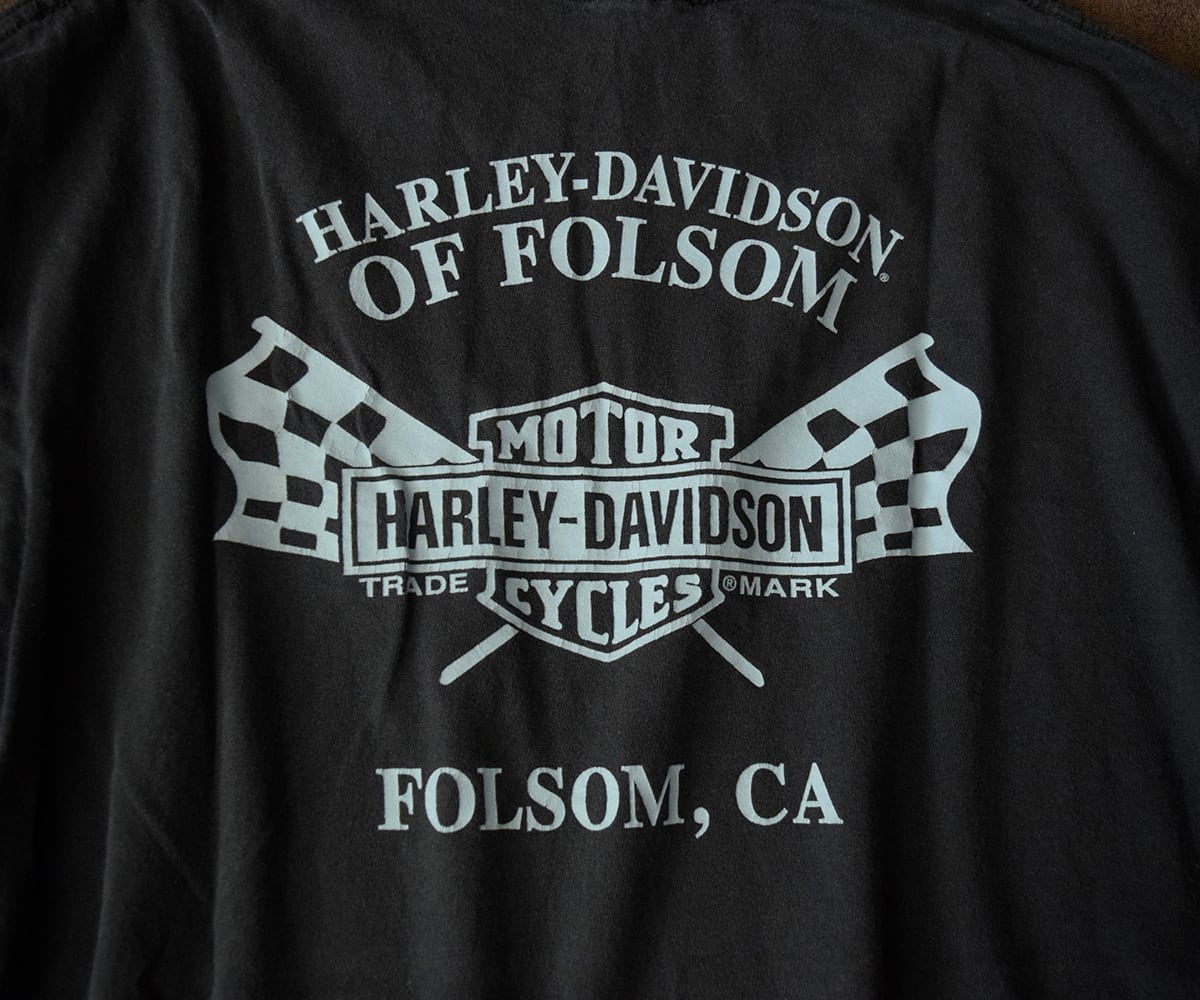 HARLEY-DAVIDSON
OF FOLSOM®
MOTOR
HARLEY-DAVIDSON
TRADE ®MARK
CYCLES
FOLSOM, CA